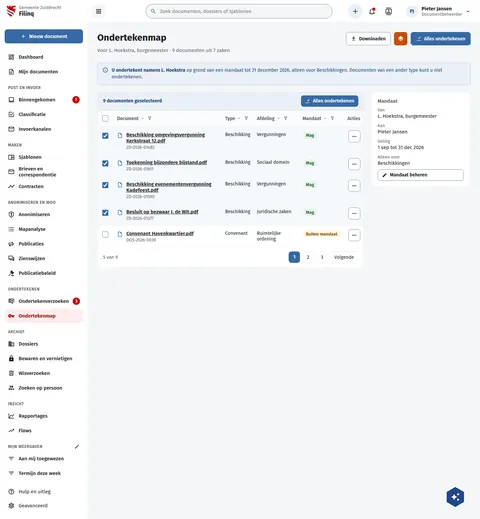 Gemeente Zuiddrecht
Filinq
Zoek documenten, dossiers of sjablonen
PJ
Pieter Jansen
Documentbeheerder
Nieuw document
Dashboard
Mijn documenten
POST EN INVOER
Binnengekomen
Classificatie
Invoerkanalen
MAKEN
Sjablonen
Brieven en correspondentie
Contracten
ANONISEREN EN WOO
Anonimiseren
Mapanalyse
Publicaties
Zienswijzen
Publicatiebeleid
ONDERTEKENEN
Ondertekenverzoeken
Ondertekenmap
ARCHIEF
Dossiers
Bewaren en vernietigen
Wisverzoeken
Zoeken op persoon
INZICHT
Rapportages
Flows
MIJN WEERGAVEN
Aan mij toegewezen
Termijn deze week
Hulp en uitleg
Geavanceerd
Ondertekenmap
Voor L. Hoekstra, burgemeester · 9 documenten uit 7 zaken
Downloaden
Alles ondertekenen
U ondertekent namens L. Hoekstra op grond van een mandaat tot 31 december 2026, alleen voor Beschikkingen. Documenten van een ander type kunt u niet
ondertekenen.
9 documenten geselecteerd
Alles ondertekenen
Document Type Afdeling Mandaat Acties
Beschikking omgevingsvergunning
Kerkstraat 12.pdf
Beschikking Vergunningen Mag
Toekenning bijzondere bijstand.pdf
Beschikking Sociaal domein Mag
Beschikking evenementenvergunning
Kadefeest.pdf
Beschikking Vergunningen Mag
Besluit op bezwaar J. de Wit.pdf
Beschikking Juridische zaken Mag
Convenant Havenkwartier.pdf
Convenant Ruimtelijke
ordening
Buiten mandaat
5 van 9
1 2 3 Volgende
Mandaat
Van
L. Hoekstra, burgemeester
Aan
Pieter Jansen
Geldig
1 sep tot 31 dec 2026
Alleen voor
Beschikkingen
Mandaat beheren